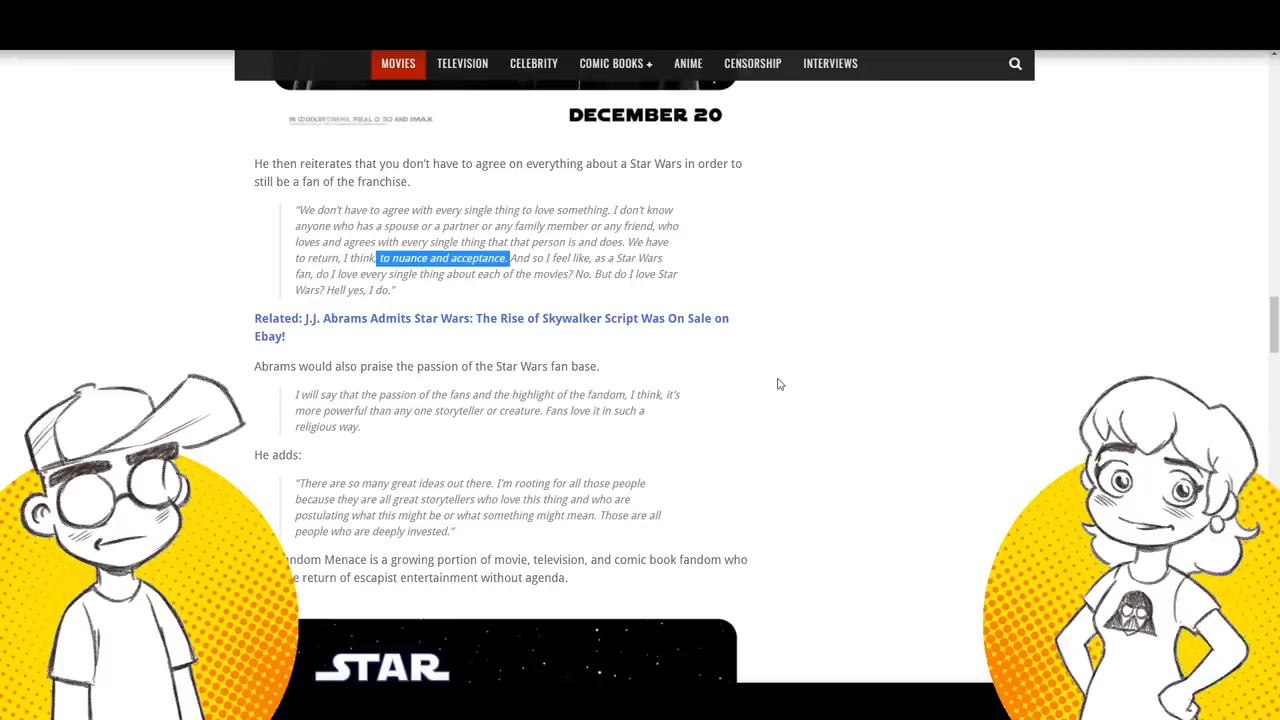 MOVIES TELEVISION CELEBRITY COMIC BOOKS + ANIME CENSORSHIP INTERVIEWS
IN DOLBY CINEMA, REAL D 3D AND IMAX DECEMBER 20
He then reiterates that you don't have to agree on everything about a Star Wars in order to
still be a fan of the franchise.
"We don't have to agree with every single thing to love something. I don't know
anyone who has a spouse or a partner or any family member or any friend, who
loves and agrees with every single thing that that person is and does. We have
to return, I think, to nuance and acceptance. And so I feel like, as a Star Wars
fan, do I love every single thing about each of the movies? No. But do I love Star
Wars? Hell yes, I do."
Related: J.J. Abrams Admits Star Wars: The Rise of Skywalker Script Was On Sale on
Ebay!
Abrams would also praise the passion of the Star Wars fan base.
I will say that the passion of the fans and the highlight of the fandom, I think, it's
more powerful than any one storyteller or creature. Fans love it in such a
religious way.
He adds:
"There are so many great ideas out there. I'm rooting for all those people
because they are all great storytellers who love this thing and who are
postulating what this might be or what something might mean. Those are all
people who are deeply invested."
ndom Menace is a growing portion of movie, television, and comic book fandom who
e return of escapist entertainment without agenda.
STAR